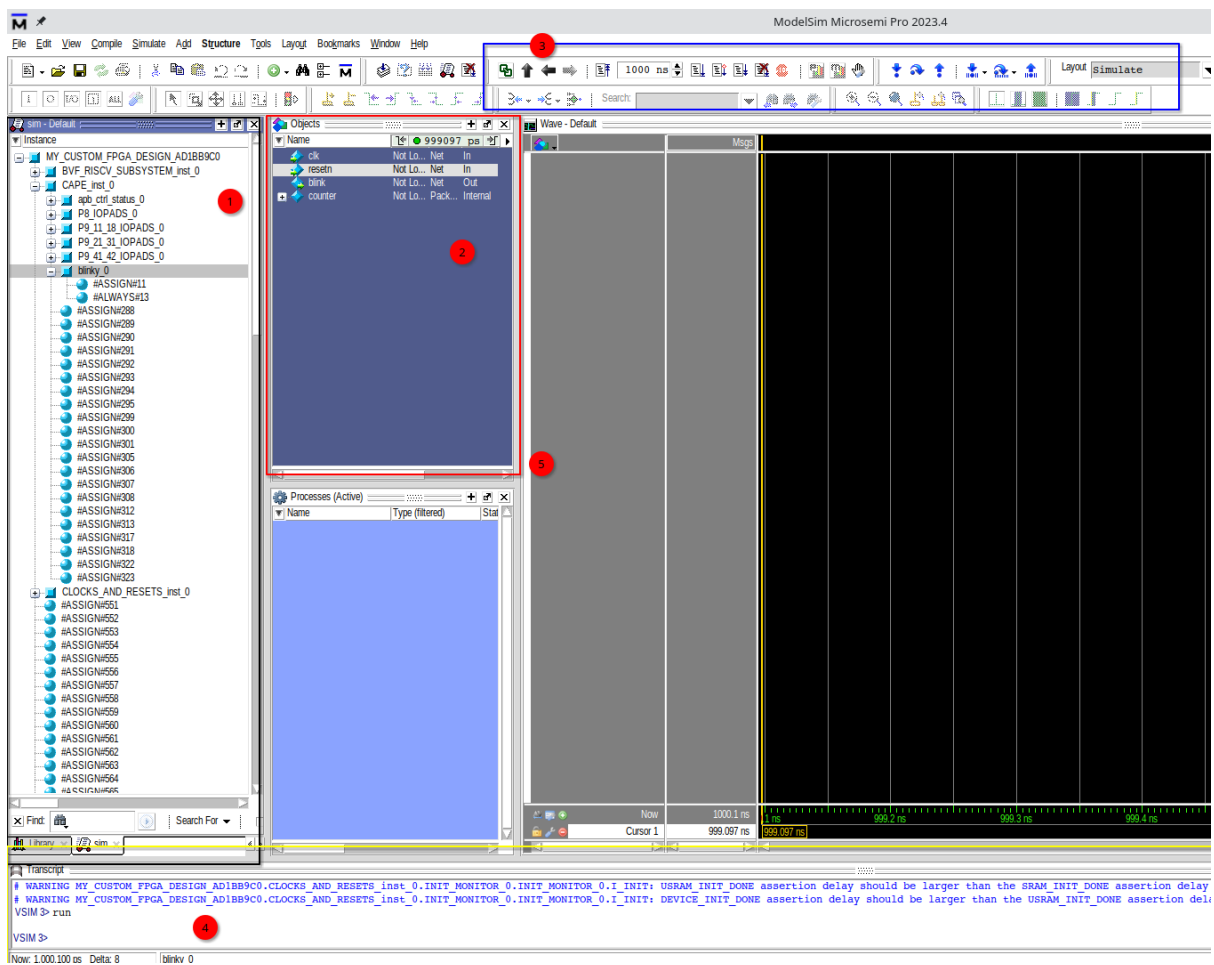 ModelSim Microsemi Pro 2023.4
File Edit View Compile Simulate Add Structure Tools Layout Bookmarks Window Help
3
1000 ns
Layout Simulate
Search:
sim - Default
Instance
MY_CUSTOM_FPGA_DESIGN_AD1BB9C0
BVF_RISCV_SUBSYSTEM_inst_0
CAPE_inst_0
apb_ctrl_status_0
P8_IOPADS_0
P9_11_18_IOPADS_0
P9_21_31_IOPADS_0
P9_41_42_IOPADS_0
blinky_0
#ASSIGN#11
#ALWAYS#13
#ASSIGN#288
#ASSIGN#289
#ASSIGN#290
#ASSIGN#291
#ASSIGN#292
#ASSIGN#293
#ASSIGN#294
#ASSIGN#295
#ASSIGN#299
#ASSIGN#300
#ASSIGN#301
#ASSIGN#305
#ASSIGN#306
#ASSIGN#307
#ASSIGN#308
#ASSIGN#312
#ASSIGN#313
#ASSIGN#317
#ASSIGN#318
#ASSIGN#322
#ASSIGN#323
CLOCKS_AND_RESETS_inst_0
#ASSIGN#551
#ASSIGN#552
#ASSIGN#553
#ASSIGN#554
#ASSIGN#555
#ASSIGN#556
#ASSIGN#557
#ASSIGN#558
#ASSIGN#559
#ASSIGN#560
#ASSIGN#561
#ASSIGN#562
#ASSIGN#563
#ASSIGN#564
#ASSIGN#565
1
Find: Search For
Library sim
Objects
Name 999097 ps
clk Not Lo... Net In
resetn Not Lo... Net In
blink Not Lo... Net Out
counter Not Lo... Pack... Internal
2
5
Processes (Active)
Name Type (filtered) Stat
Wave - Default
Msgs
Now 1000.1 ns
Cursor 1 999.097 ns
1 ns 999.2 ns 999.3 ns 999.4 ns
999.097 ns
Transcript
# WARNING MY_CUSTOM_FPGA_DESIGN_AD1BB9C0.CLOCKS_AND_RESETS_inst_0.INIT_MONITOR_0.INIT_MONITOR_0.I_INIT: USRAM_INIT_DONE assertion delay should be larger than the SRAM_INIT_DONE assertion delay
# WARNING MY_CUSTOM_FPGA_DESIGN_AD1BB9C0.CLOCKS_AND_RESETS_inst_0.INIT_MONITOR_0.INIT_MONITOR_0.I_INIT: DEVICE_INIT_DONE assertion delay should be larger than the USRAM_INIT_DONE assertion dela
VSIM 3> run
4
VSIM 3>
Now: 1,000,100 ps Delta: 8 blinky_0